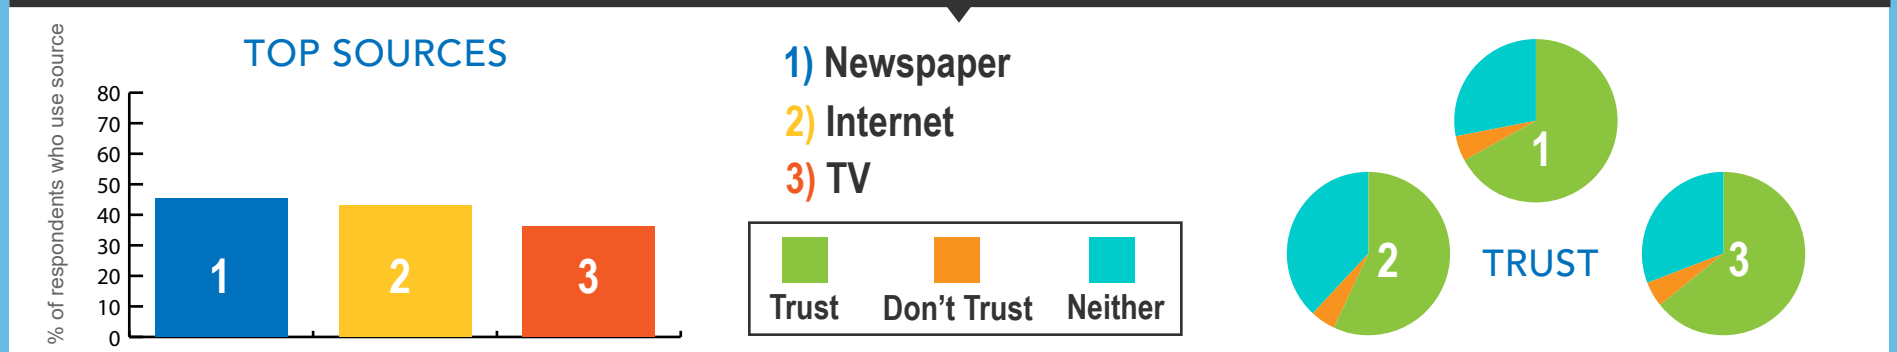 % of respondents who use source
TOP SOURCES
80
70
60
50
40
30
20
10
0
1
2
3
1) Newspaper
2) Internet
3) TV
Trust
Don't Trust
Neither
1
2
TRUST
3